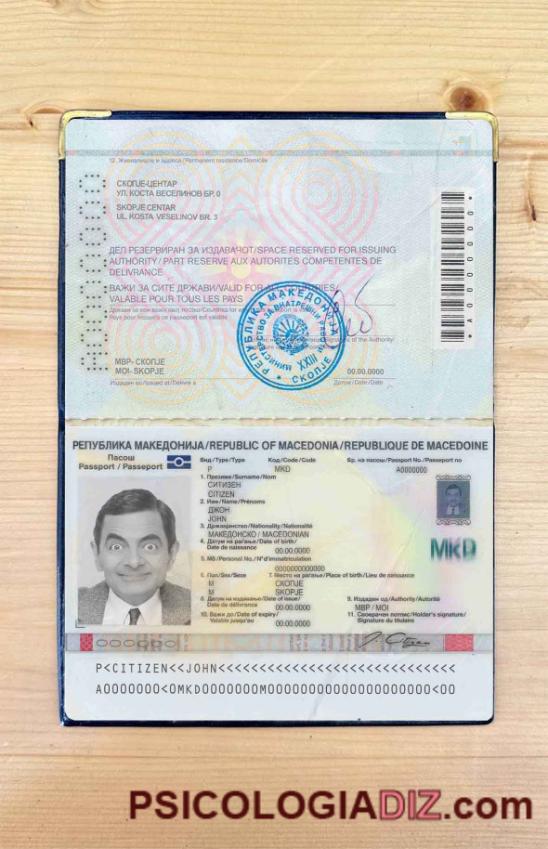 12. Живеалиште и адреса/Permanent residence/Domicile
СКОПЈЕ-ЦЕНТАР
УЛ. КОСТА ВЕСЕЛИНОВ БР. 0
SKOPJE CENTAR
UL. KOSTA VESELINOV BR. 3
ДЕЛ РЕЗЕРВИРАН ЗА ИЗДАВАЧОТ/SPACE RESERVED FOR ISSUING
AUTHORITY / PART RESERVE AUX AUTORITES COMPETENTES DE
DELIVRANCE
ВАЖИ ЗА СИТЕ ДРЖАВИ/VALID FOR ALL COUNTRIES/
VALABLE POUR TOUS LES PAYS
РЕПУБЛИКА МАКЕДОНИЈА
МИНИСТЕРСТВО ЗА ВНАТРЕШНИ РАБОТИ
XXIII
СКОПЈЕ
МВР- СКОПЈЕ
MOI- SKOPJE
00.00.0000
Издаден во/Issued at/Délivré à
Датум /Date /Date
РЕПУБЛИКА МАКЕДОНИЈА/REPUBLIC OF MACEDONIA/REPUBLIQUE DE MACEDOINE
Пасош
Passport / Passeport
Вид/Type/Type Код/Code/Code Бр. на пасош/Passport No./Passeport no
P MKD A0000000
1. Презиме/Surname/Nom
СИТИЗЕН
CITIZEN
2. Име/Name/Prénoms
ДЖОН
JOHN
3. Државјанство/Nationality/Nationalité
МАКЕДОНСКО / MACEDONIAN
4. Датум на раѓање/Date of birth/
Date de naissance 00.00.0000
5. МБ/Personal No./N°d'immatriculation
0000000000000
6. Пол/Sex/Sexe 7. Место на раѓање/Place of birth/Lieu de naissance
М СКОПЈЕ
M SKOPJE
8. Датум на издавање/Date of issue/
Date de délivrance 00.00.0000
9. Издаден од/Authority/Autorité
МВР / MOI
10. Важи до/Date of expiry/
Valable jusqu'au 00.00.0000
11. Своерачен потпис/Holder's signature/
Signature du titulaire
MKD
000000
P<CITIZEN<<JOHN<<<<<<<<<<<<<<<<<<<<<<<<<<<<<
A0000000<0MKD0000000M0000000000000000000000<00
PSICOLOGIADIZ.com